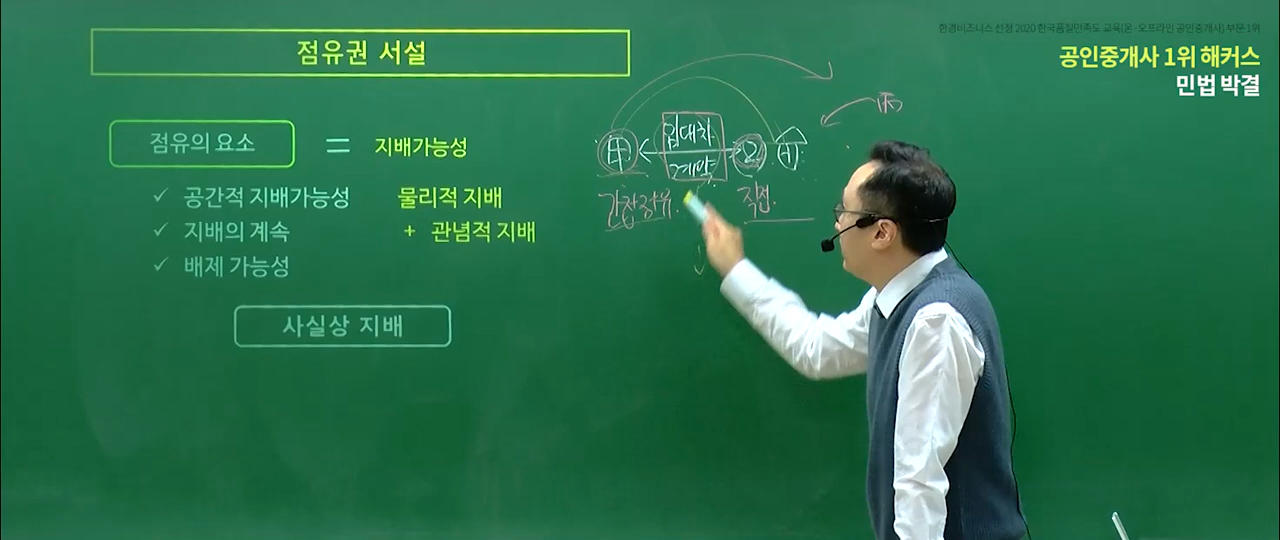 한경비즈니스 선정 2020 한국품질만족도 교육(온·오프라인 공인중개사) 부문 1위
공인중개사 1위 해커스
민법 박결
점유권 서설
점유의 요소 = 지배가능성
✓ 공간적 지배가능성 물리적 지배
✓ 지배의 계속 + 관념적 지배
✓ 배제 가능성
사실상 지배
丙
甲 임대차 乙
계약
간접점유 직접